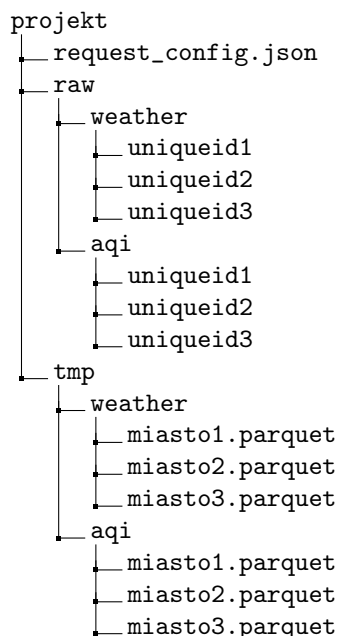 projekt
request_config.json
raw
weather
uniqueid1
uniqueid2
uniqueid3
aqi
uniqueid1
uniqueid2
uniqueid3
tmp
weather
miasto1.parquet
miasto2.parquet
miasto3.parquet
aqi
miasto1.parquet
miasto2.parquet
miasto3.parquet